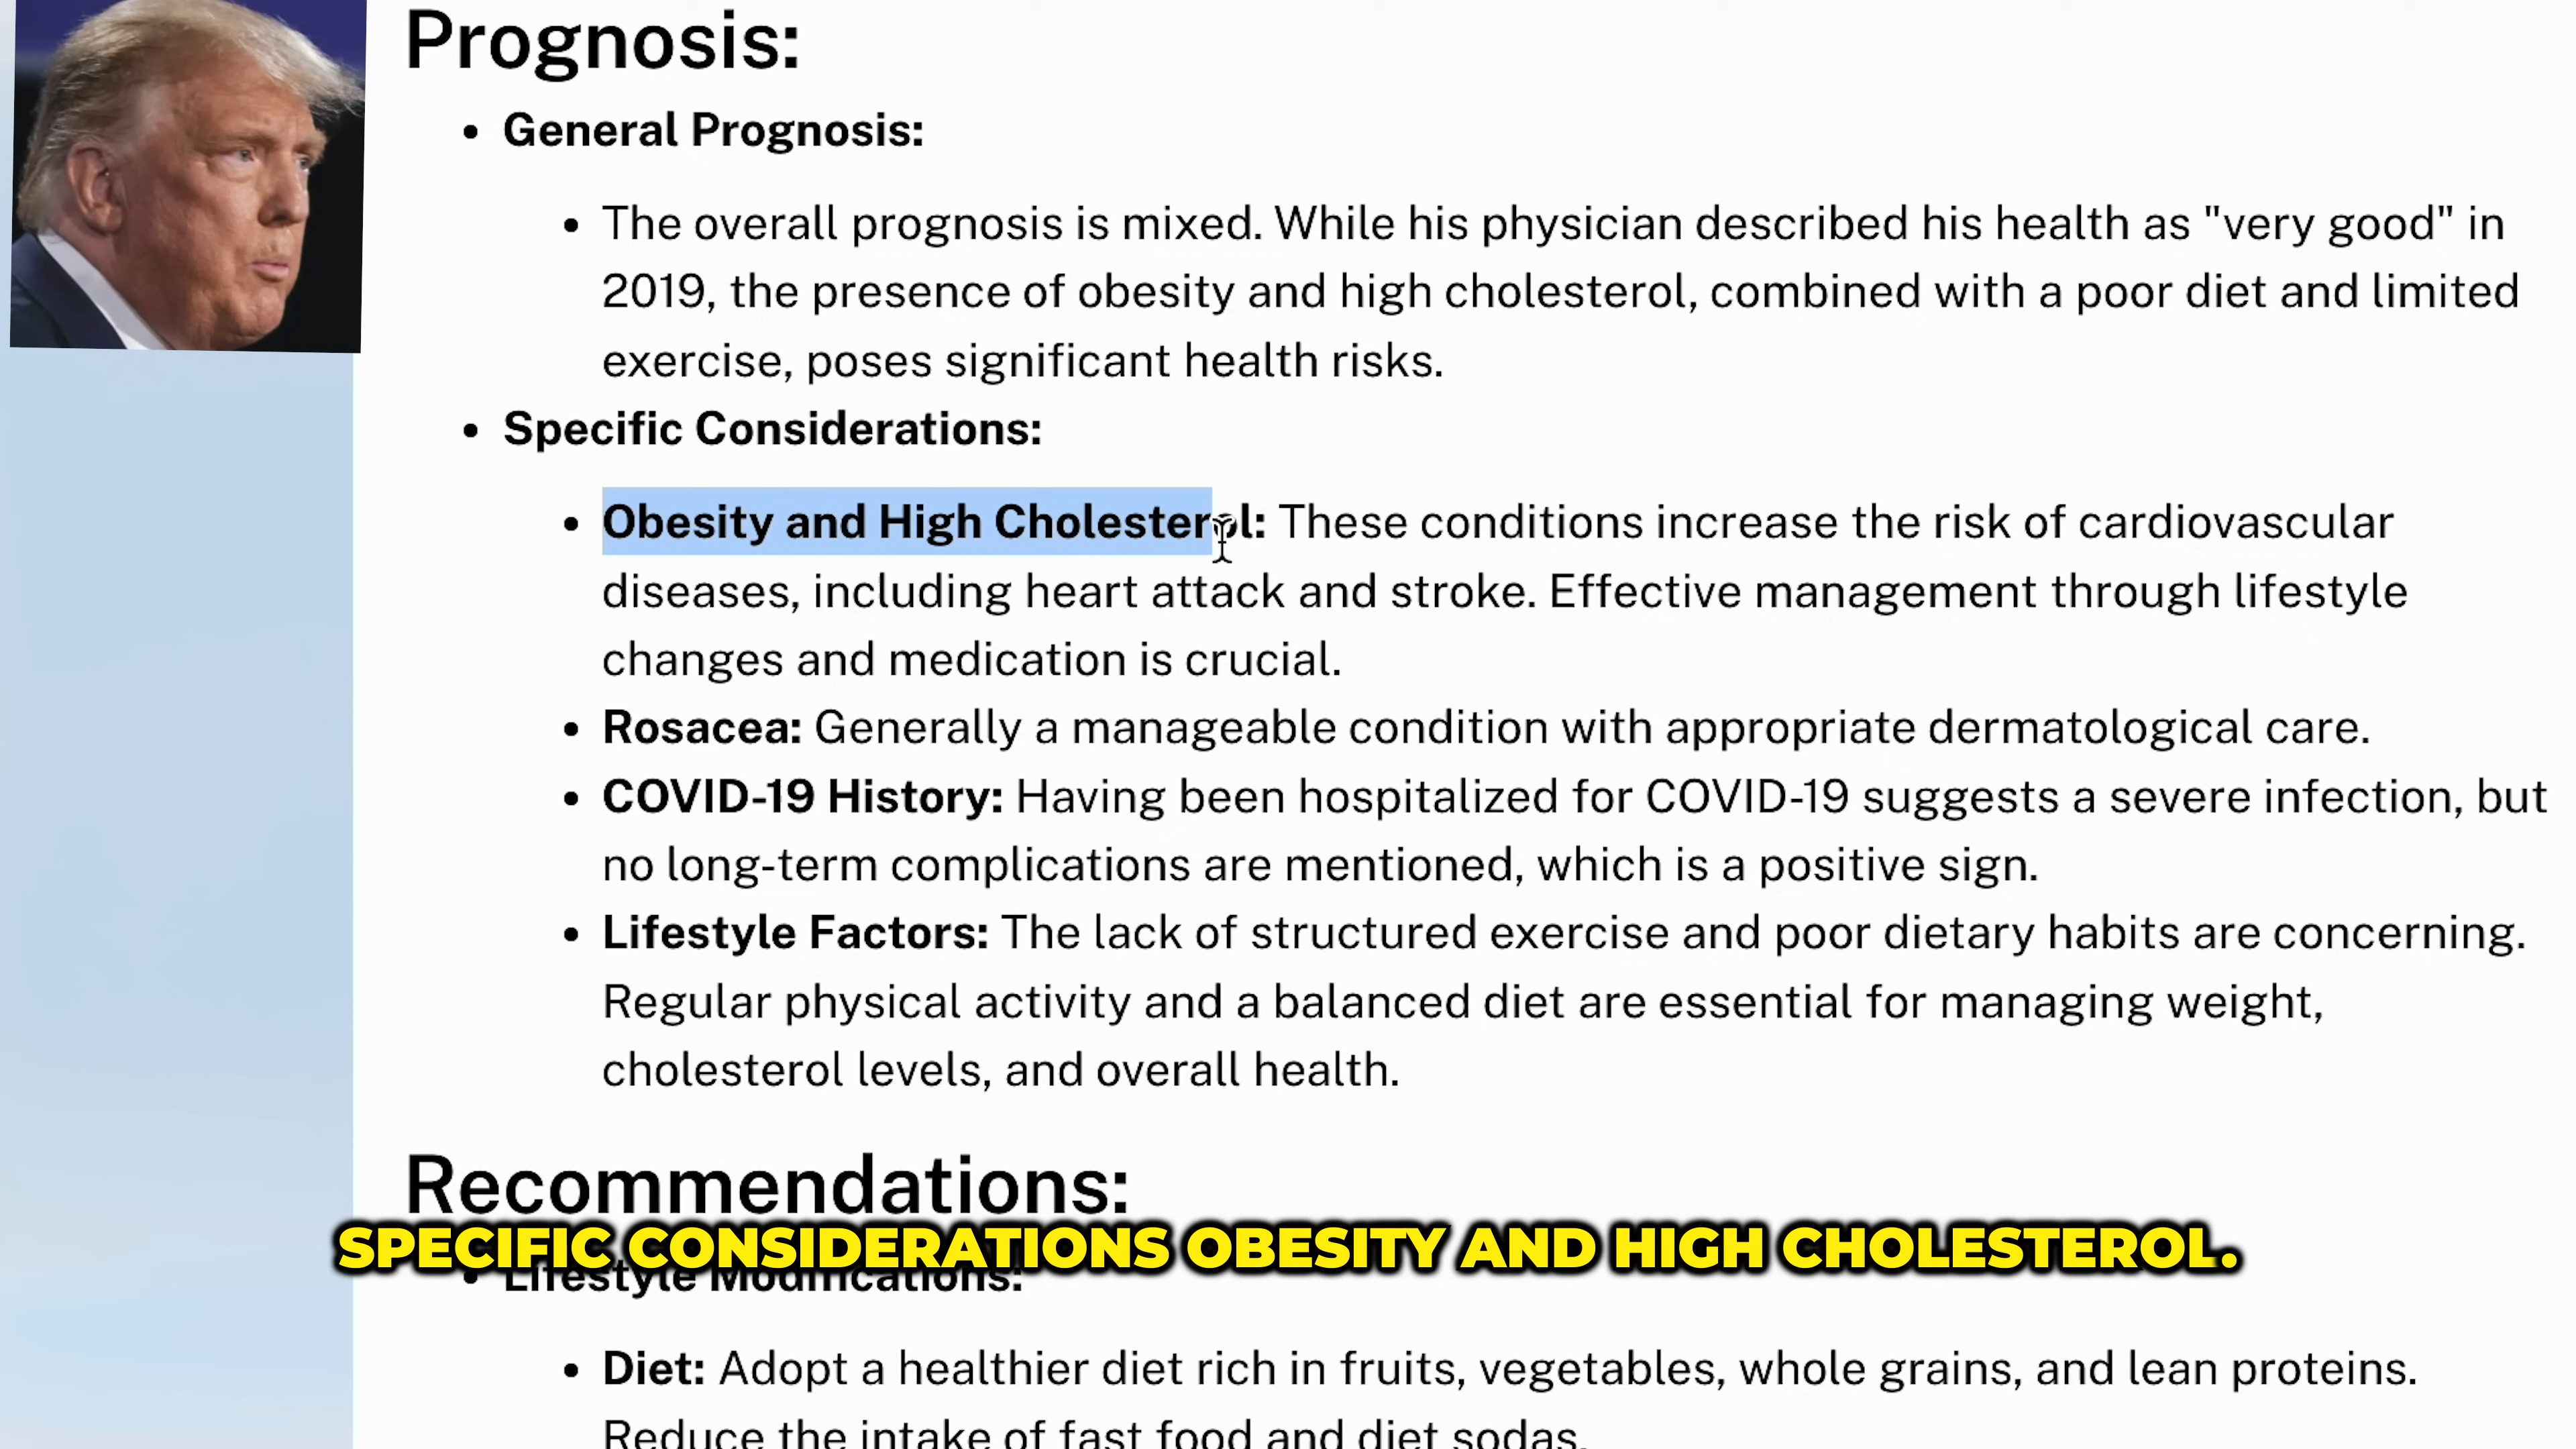 Prognosis:
• General Prognosis:
• The overall prognosis is mixed. While his physician described his health as "very good" in
2019, the presence of obesity and high cholesterol, combined with a poor diet and limited
exercise, poses significant health risks.
• Specific Considerations:
• Obesity and High Cholesterol: These conditions increase the risk of cardiovascular
diseases, including heart attack and stroke. Effective management through lifestyle
changes and medication is crucial.
• Rosacea: Generally a manageable condition with appropriate dermatological care.
• COVID-19 History: Having been hospitalized for COVID-19 suggests a severe infection, but
no long-term complications are mentioned, which is a positive sign.
• Lifestyle Factors: The lack of structured exercise and poor dietary habits are concerning.
Regular physical activity and a balanced diet are essential for managing weight,
cholesterol levels, and overall health.
Recommendations:
SPECIFIC CONSIDERATIONS OBESITY AND HIGH CHOLESTEROL.
• Lifestyle Modifications:
• Diet: Adopt a healthier diet rich in fruits, vegetables, whole grains, and lean proteins.
Reduce the intake of fast food and diet sodas.